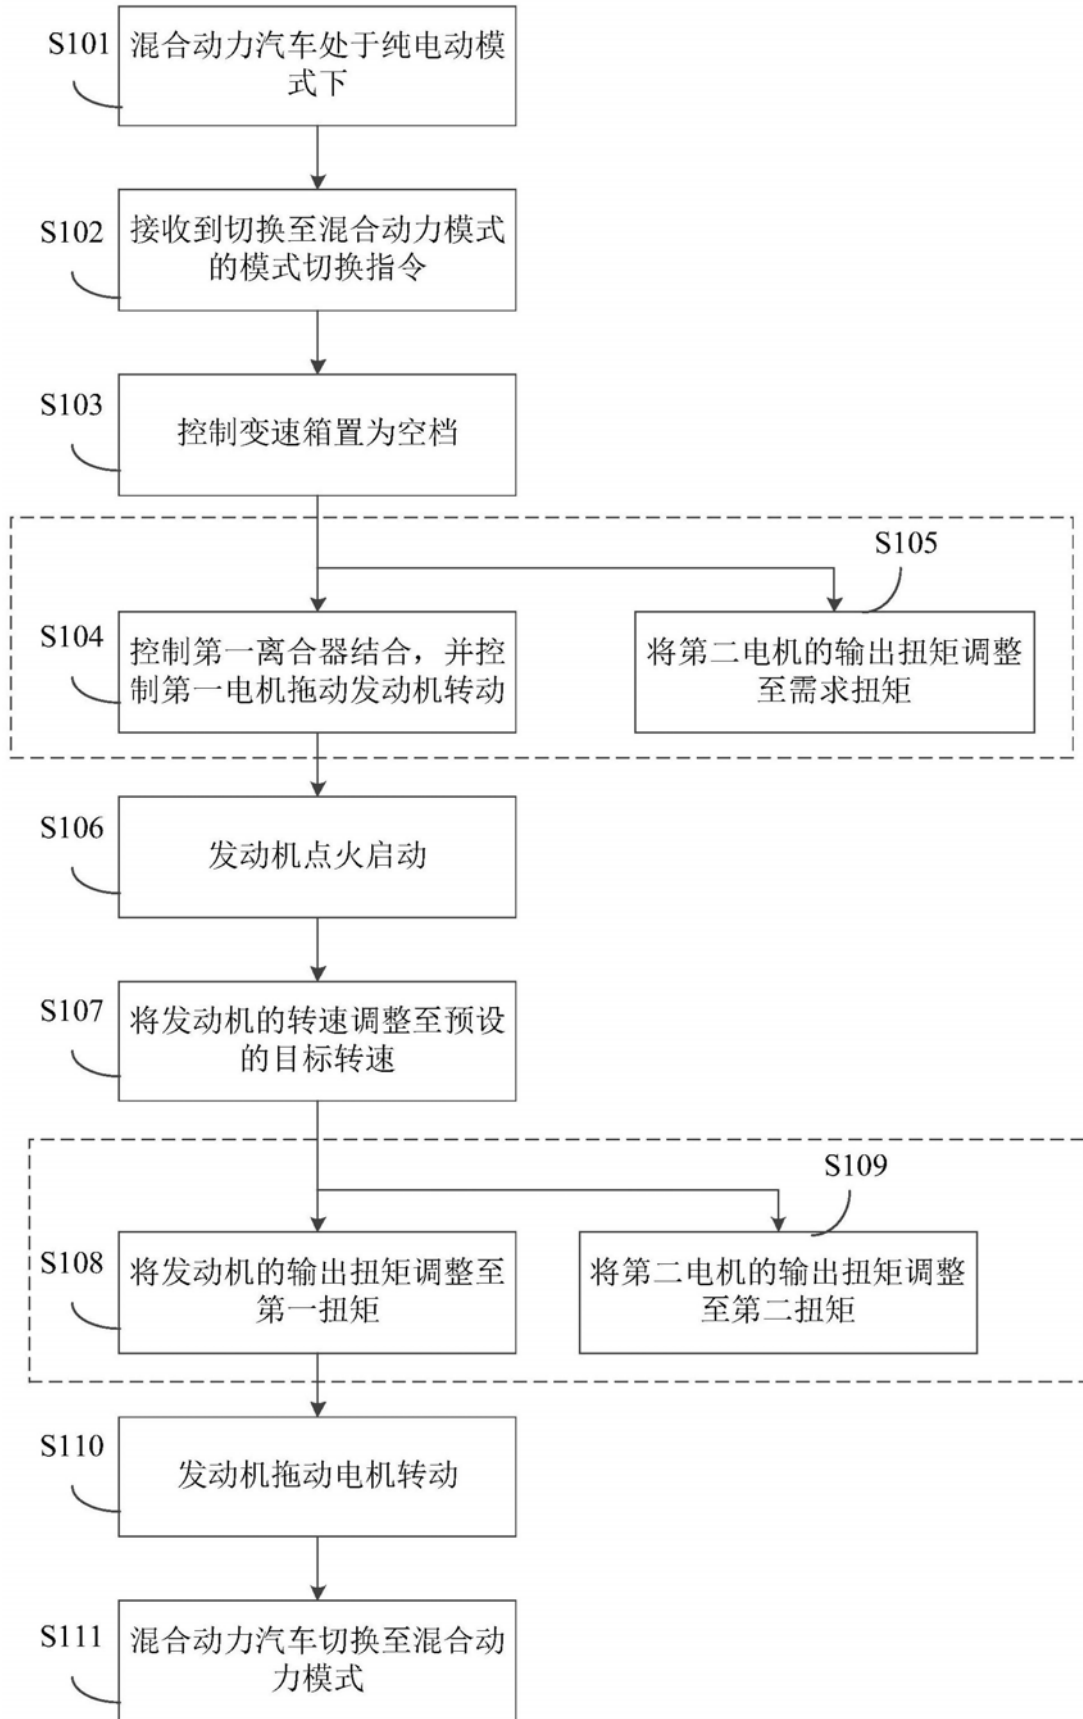 S101
混合动力汽车处于纯电动模
式下
S102
接收到切换至混合动力模式
的模式切换指令
S103
控制变速箱置为空档
S105
S104
控制第一离合器结合，并控
制第一电机拖动发动机转动
将第二电机的输出扭矩调整
至需求扭矩
S106
发动机点火启动
S107
将发动机的转速调整至预设
的目标转速
S109
S108
将发动机的输出扭矩调整至
第一扭矩
将第二电机的输出扭矩调整
至第二扭矩
S110
发动机拖动电机转动
S111
混合动力汽车切换至混合动
力模式